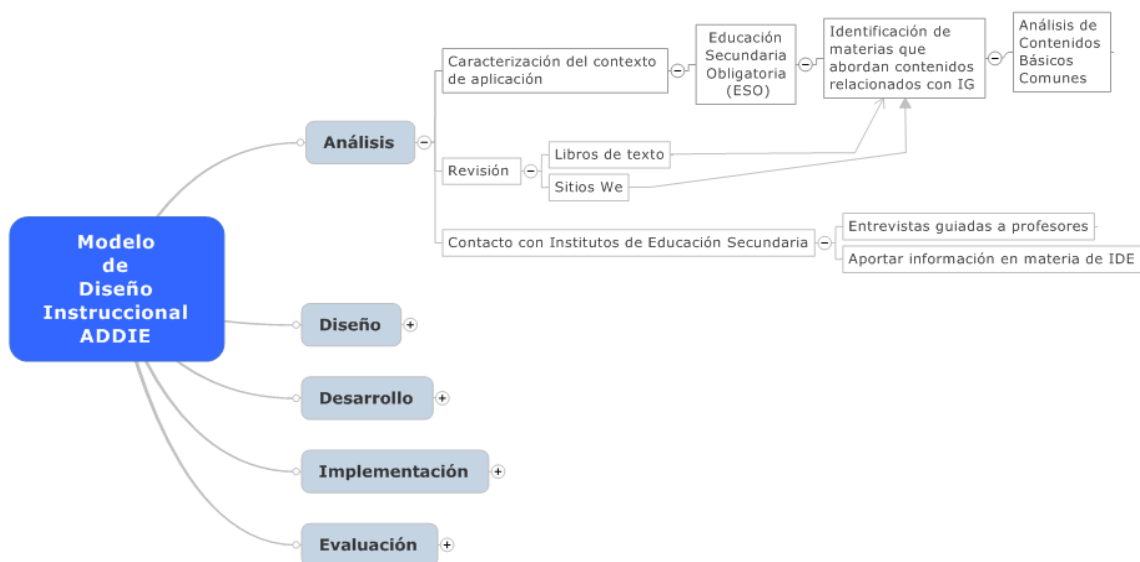 Modelo
de
Diseño
Instruccional
ADDIE
Análisis
Caracterización del contexto
de aplicación
Educación
Secundaria
Obligatoria
(ESO)
Identificación de
materias que
abordan contenidos
relacionados con IG
Análisis de
Contenidos
Básicos
Comunes
Revisión
Libros de texto
Sitios We
Contacto con Institutos de Educación Secundaria
Entrevistas guiadas a profesores
Aportar información en materia de IDE
Diseño
Desarrollo
Implementación
Evaluación